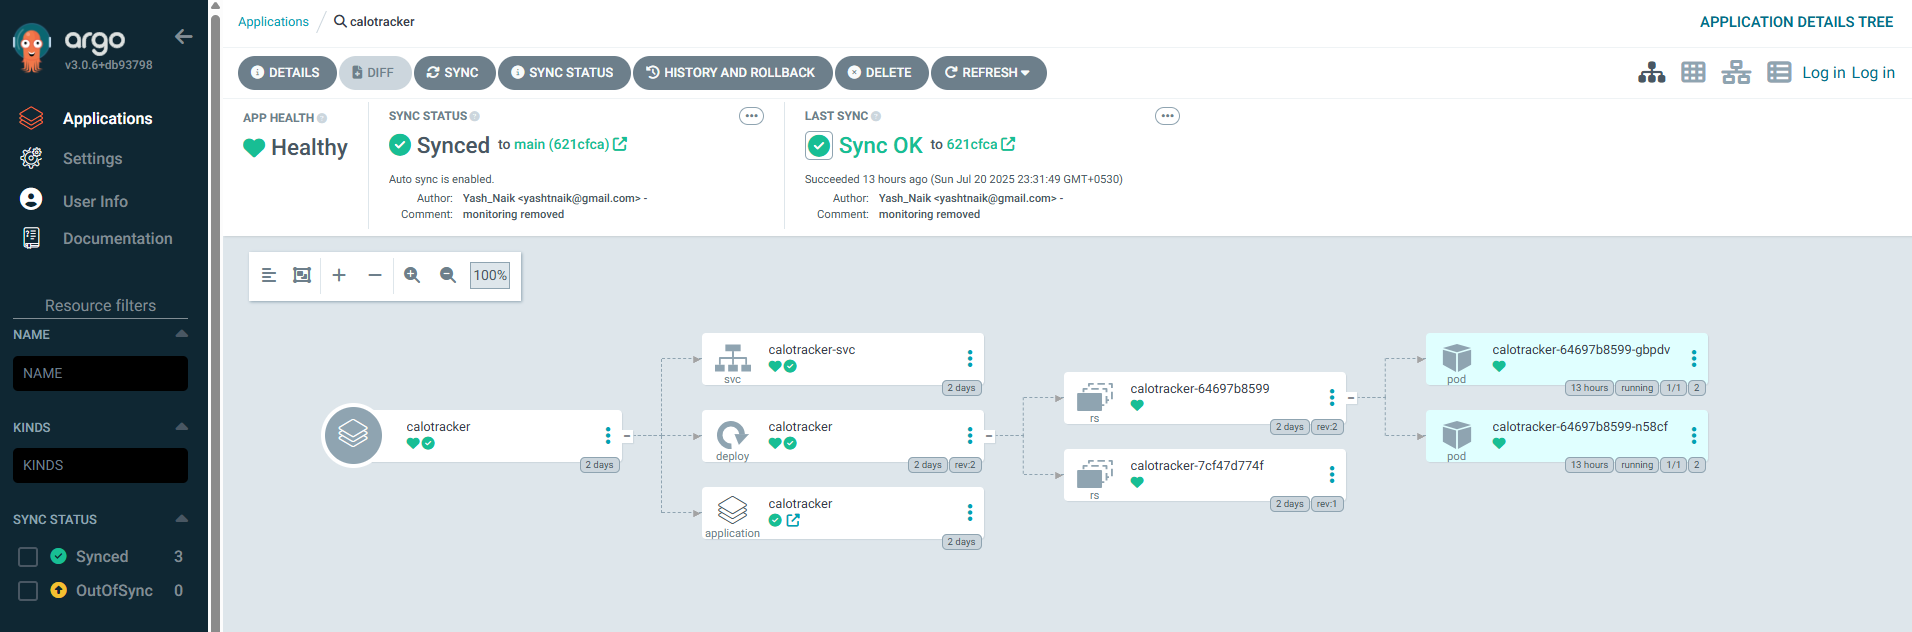 argo
v3.0.6+db93798
Applications
Settings
User Info
Documentation
Resource filters
NAME
NAME
KINDS
KINDS
SYNC STATUS
Synced 3
OutOfSync 0
Applications / calotracker
APPLICATION DETAILS TREE
DETAILS DIFF SYNC SYNC STATUS HISTORY AND ROLLBACK DELETE REFRESH
Log in Log in
APP HEALTH
Healthy
SYNC STATUS
Synced to main (621cfca)
Auto sync is enabled.
Author: Yash_Naik <yashtnaik@gmail.com> -
Comment: monitoring removed
LAST SYNC
Sync OK to 621cfca
Succeeded 13 hours ago (Sun Jul 20 2025 23:31:49 GMT+0530)
Author: Yash_Naik <yashtnaik@gmail.com> -
Comment: monitoring removed
100%
calotracker
2 days
svc
calotracker-svc
2 days
deploy
calotracker
2 days rev:2
application
calotracker
2 days
rs
calotracker-64697b8599
2 days rev:2
rs
calotracker-7cf47d774f
2 days rev:1
pod
calotracker-64697b8599-gbpdv
13 hours running 1/1 2
pod
calotracker-64697b8599-n58cf
13 hours running 1/1 2